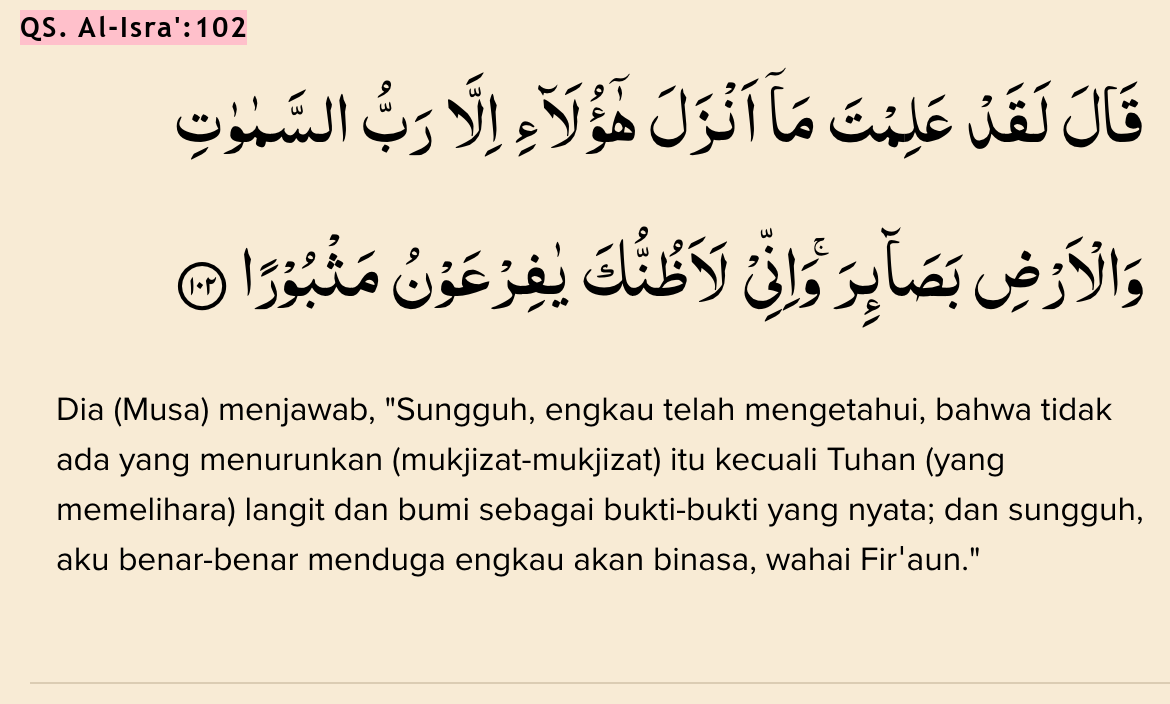 QS. Al-Isra':102
قَالَ لَقَدْ عَلِمْتَ مَآ اَنْزَلَ هٰٓؤُلَاۤءِ اِلَّا رَبُّ السَّمٰوٰتِ
وَالْاَرْضِ بَصَاۤىِٕرَۚ وَاِنِّيْ لَاَظُنُّكَ يٰفِرْعَوْنُ مَثْبُوْرًا ١٠٢
Dia (Musa) menjawab, "Sungguh, engkau telah mengetahui, bahwa tidak
ada yang menurunkan (mukjizat-mukjizat) itu kecuali Tuhan (yang
memelihara) langit dan bumi sebagai bukti-bukti yang nyata; dan sungguh,
aku benar-benar menduga engkau akan binasa, wahai Fir'aun."